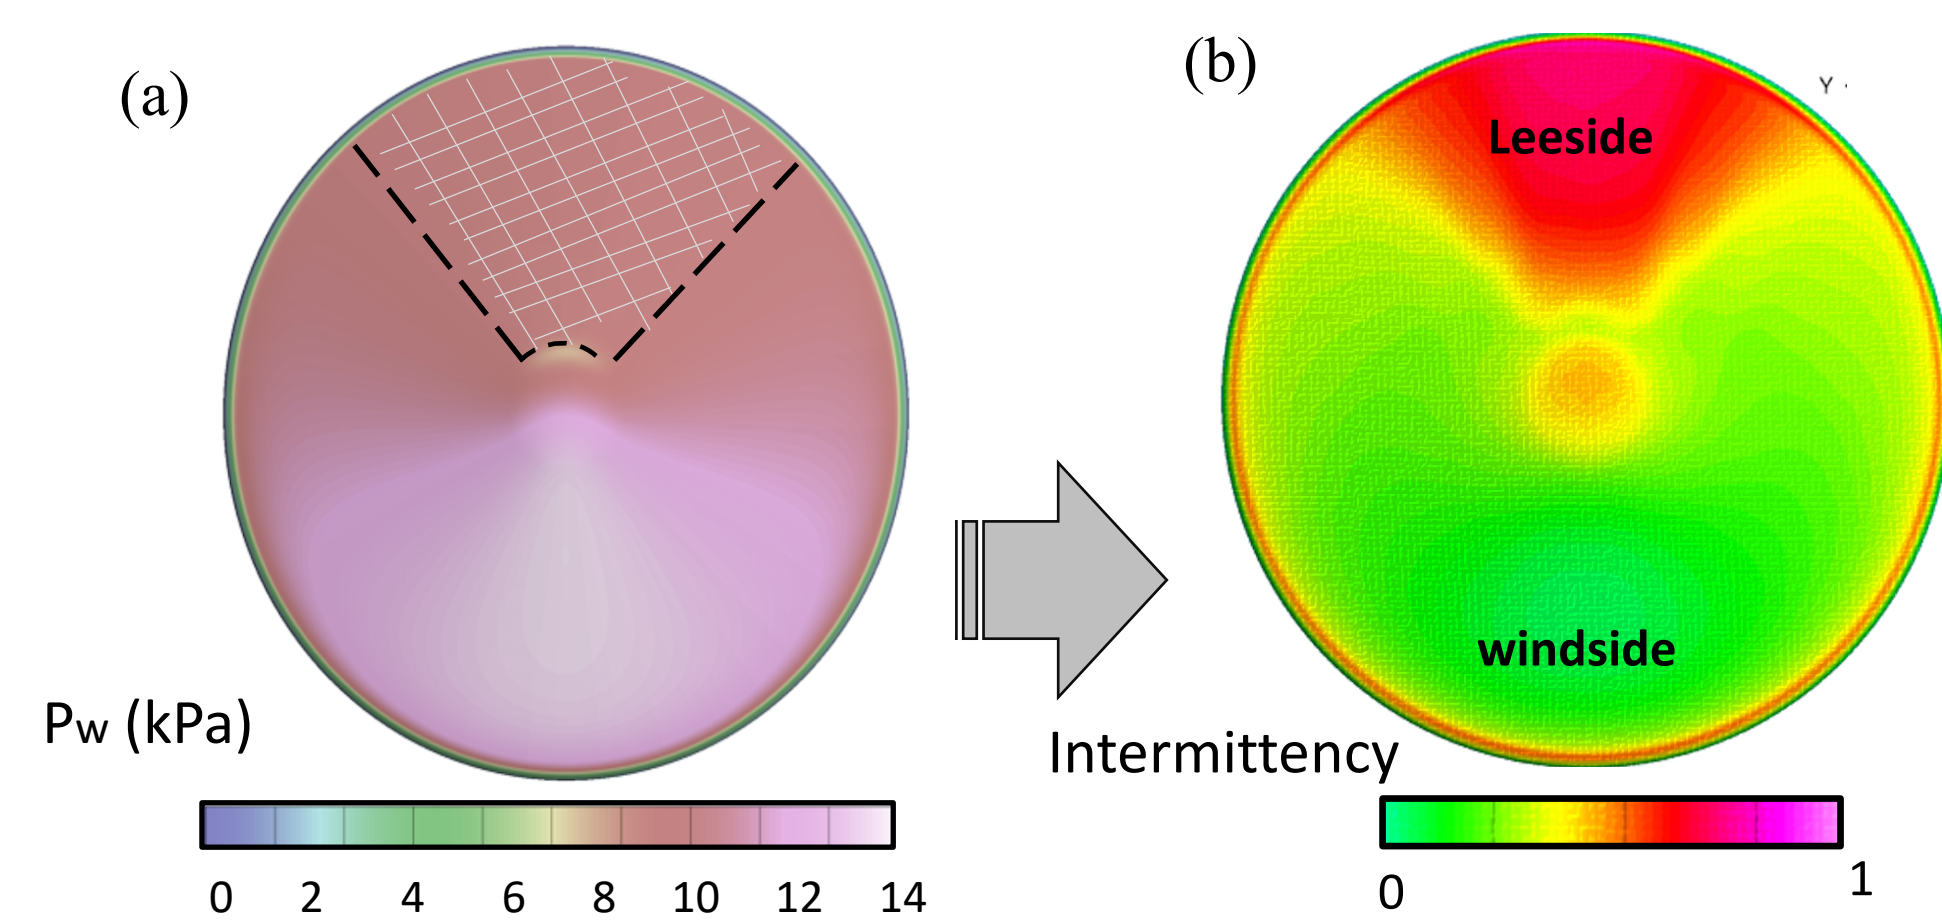 (a)
(b)
Y
Leeside
windside
Pw (kPa)
Intermittency
0 2 4 6 8 10 12 14
0 1